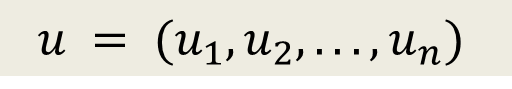 u = (u₁,u₂,...,uₙ)